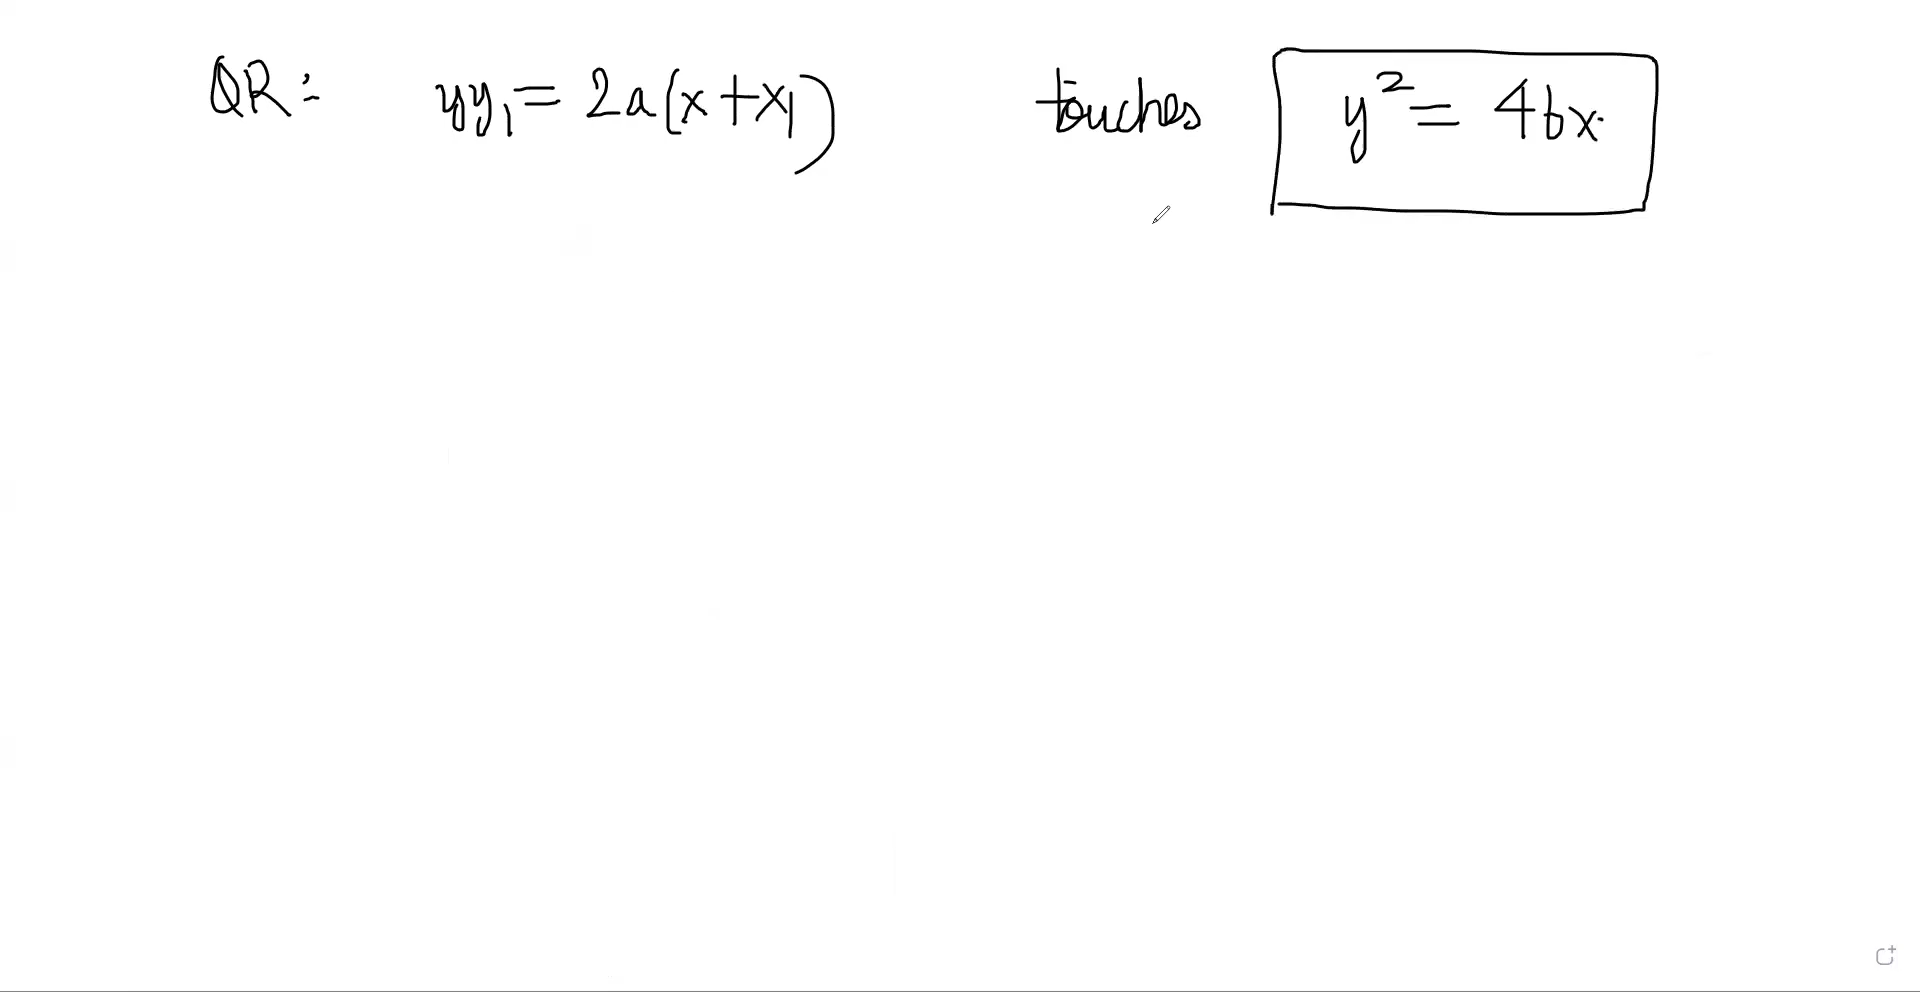 QR:- yy₁ = 2a(x+x₁) touches y² = 4bx.